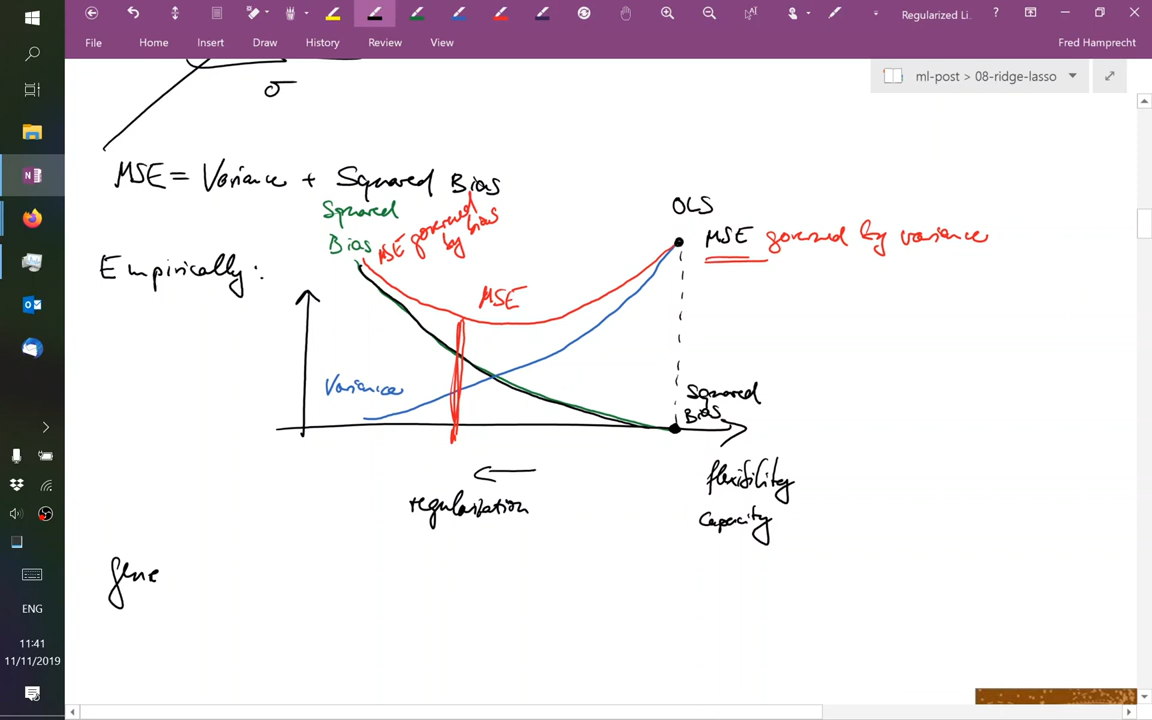 Regularized Li...
File Home Insert Draw History Review View
Fred Hamprecht
ml-post > 08-ridge-lasso
σ
MSE = Variance + Squared Bias
Squared
Bias
MSE governed
by bias
OLS
MSE governed by variance
Empirically:
MSE
Variance
Squared
Bias
flexibility
capacity
regularization
gene
ENG
11:41
11/11/2019